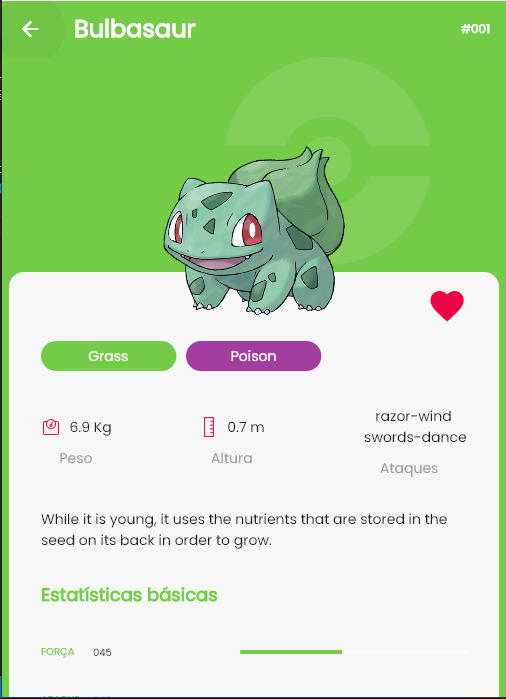 Bulbasaur
#001
Grass
Poison
6.9 Kg
Peso
0.7 m
Altura
razor-wind
swords-dance
Ataques
While it is young, it uses the nutrients that are stored in the
seed on its back in order to grow.
Estatísticas básicas
FORÇA 045